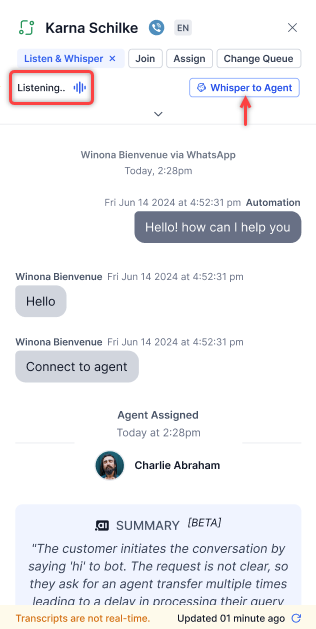 Karna Schilke EN
Listen & Whisper × Join Assign Change Queue
Listening.. Whisper to Agent
Winona Bienvenue via WhatsApp
Today, 2:28pm
Fri Jun 14 2024 at 4:52:31 pm Automation
Hello! how can I help you
Winona Bienvenue Fri Jun 14 2024 at 4:52:31 pm
Hello
Winona Bienvenue Fri Jun 14 2024 at 4:52:31 pm
Connect to agent
Agent Assigned
Today at 2:28pm
Charlie Abraham
SUMMARY [BETA]
"The customer initiates the conversation by
saying 'hi' to bot. The request is not clear, so
they ask for an agent transfer multiple times
leading to a delay in processing their query
Transcripts are not real-time. Updated 01 minute ago